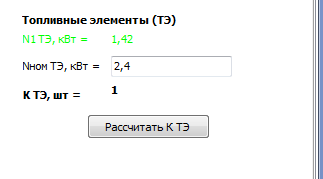 Топливные элементы (ТЭ)
N1 ТЭ, кВт = 1,42
Nном ТЭ, кВт = 2,4
К ТЭ, шт = 1
Рассчитать К ТЭ